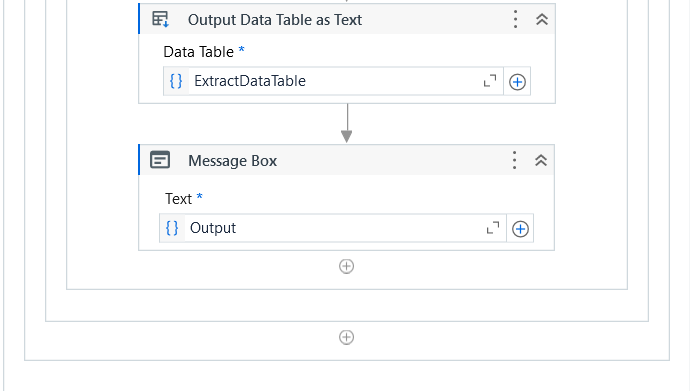 Output Data Table as Text
Data Table *
{} ExtractDataTable
Message Box
Text *
{} Output